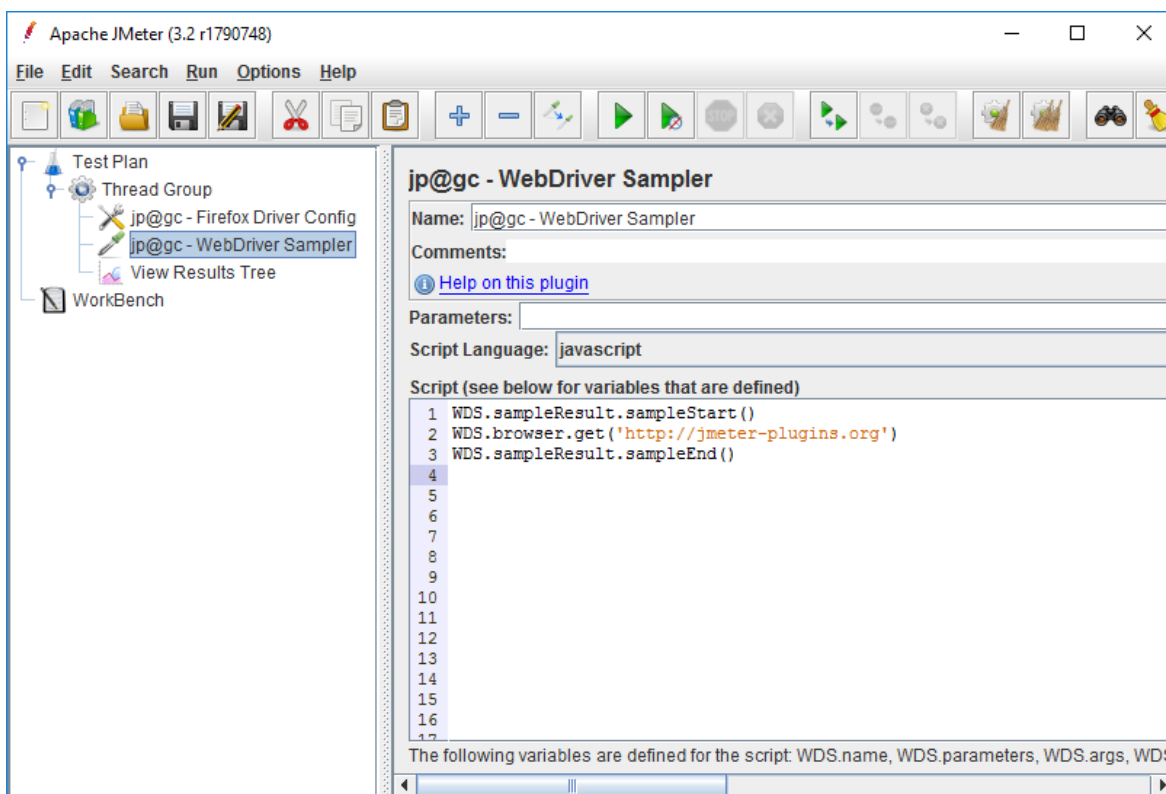 Apache JMeter (3.2 r1790748)
File Edit Search Run Options Help
STOP
Test Plan
Thread Group
jp@gc - Firefox Driver Config
jp@gc - WebDriver Sampler
View Results Tree
WorkBench
jp@gc - WebDriver Sampler
Name: jp@gc - WebDriver Sampler
Comments:
Help on this plugin
Parameters:
Script Language: javascript
Script (see below for variables that are defined)
1 WDS.sampleResult.sampleStart()
2 WDS.browser.get('http://jmeter-plugins.org')
3 WDS.sampleResult.sampleEnd()
4
5
6
7
8
9
10
11
12
13
14
15
16
17
The following variables are defined for the script: WDS.name, WDS.parameters, WDS.args, WDS